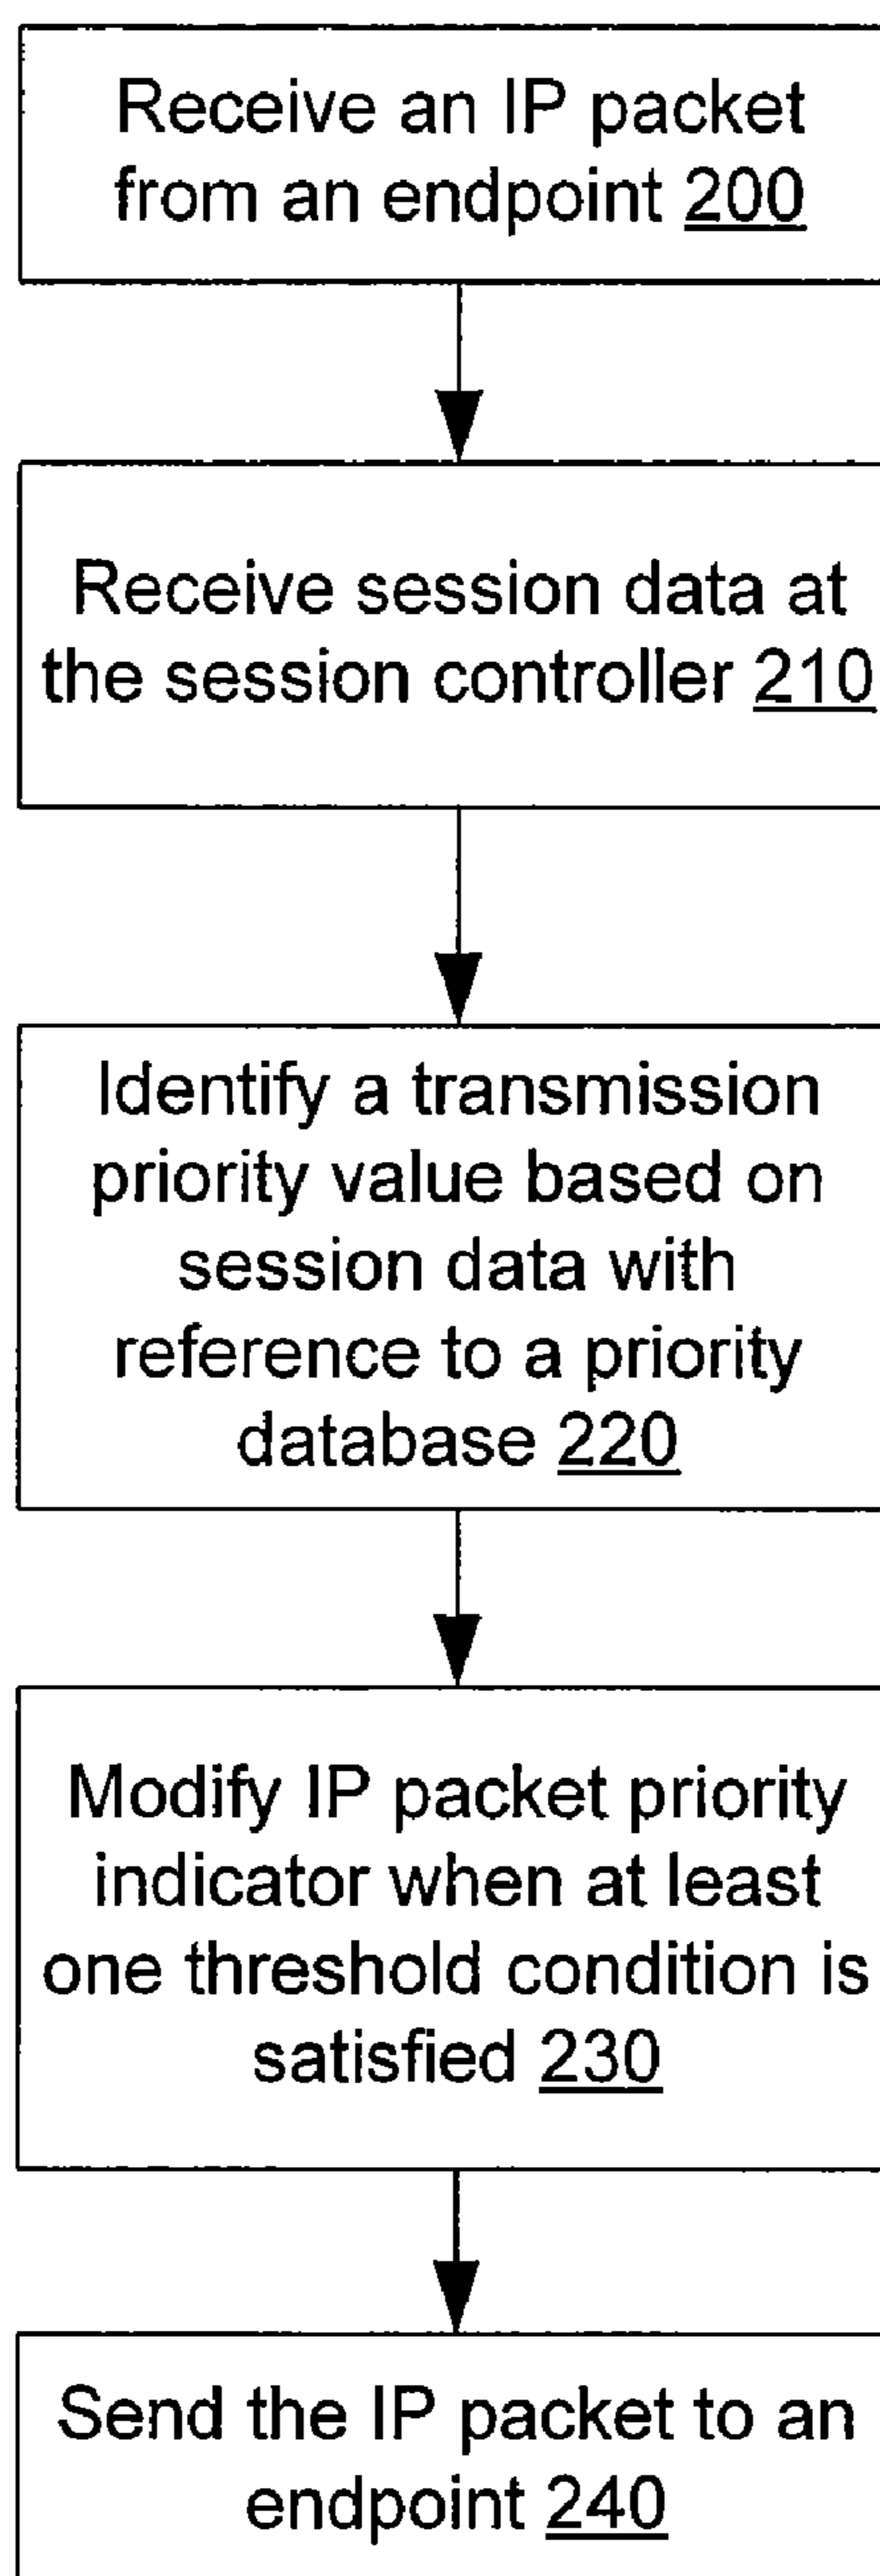 Receive an IP packet
from an endpoint 200
Receive session data at
the session controller 210
Identify a transmission
priority value based on
session data with
reference to a priority
database 220
Modify IP packet priority
indicator when at least
one threshold condition is
satisfied 230
Send the IP packet to an
endpoint 240